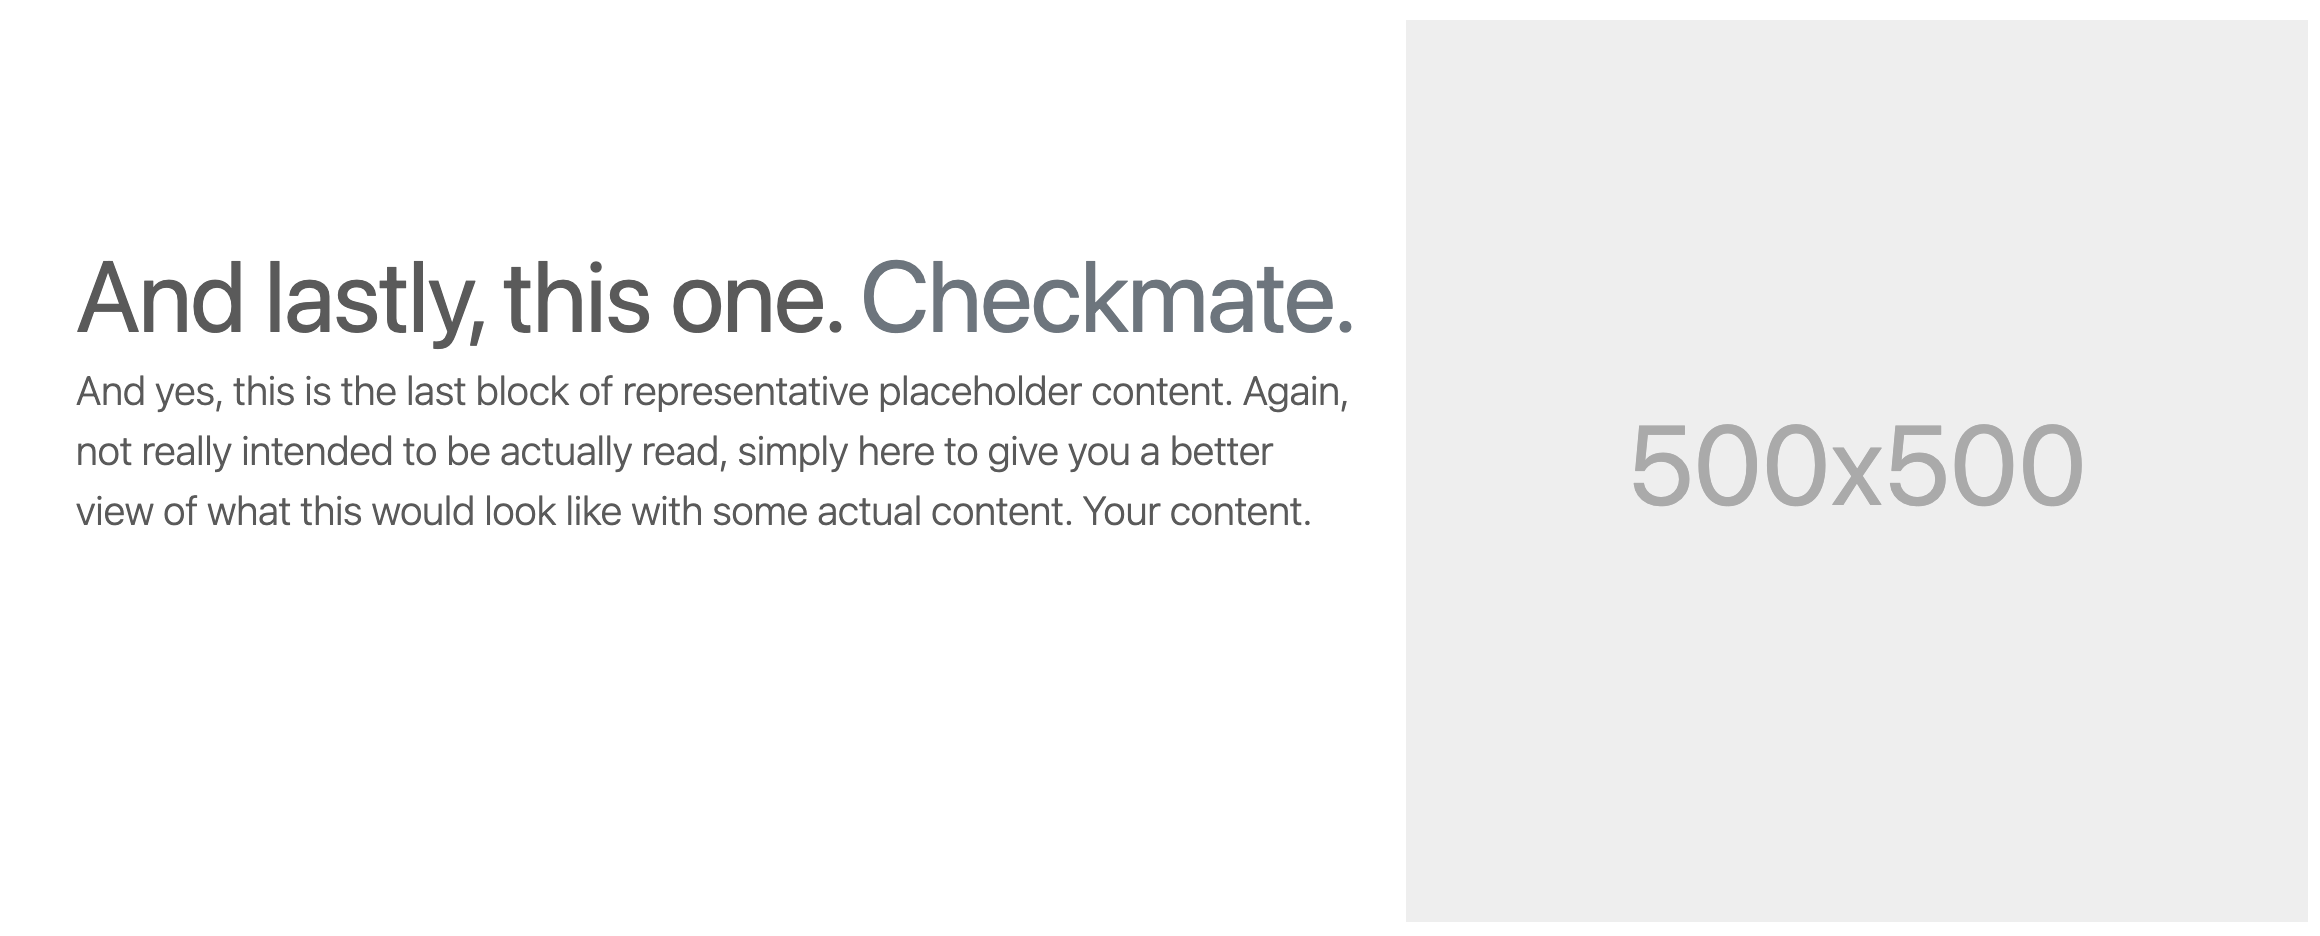 And lastly, this one. Checkmate.
And yes, this is the last block of representative placeholder content. Again,
not really intended to be actually read, simply here to give you a better
view of what this would look like with some actual content. Your content.
500x500